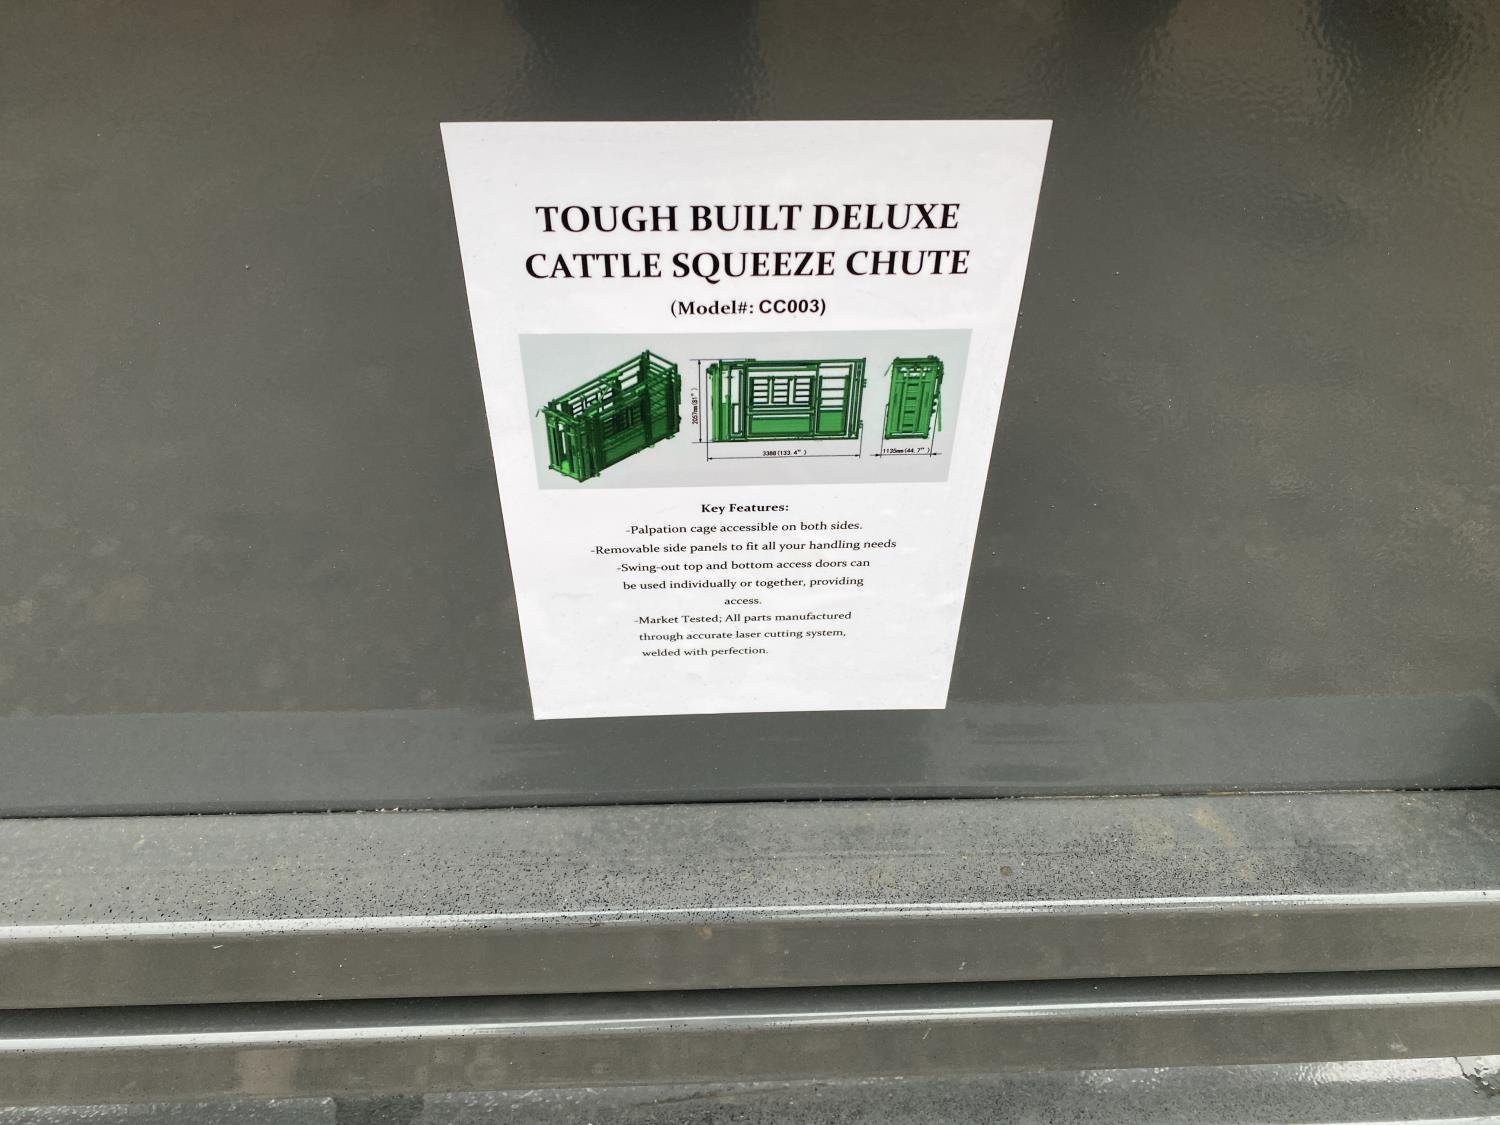 TOUGH BUILT DELUXE
CATTLE SQUEEZE CHUTE
(Model#: CC003)
2057mm(81")
3388(133.4")
1135mm(44.7")
Key Features:
-Palpation cage accessible on both sides.
-Removable side panels to fit all your handling needs
-Swing-out top and bottom access doors can
be used individually or together, providing
access.
-Market Tested; All parts manufactured
through accurate laser cutting system,
welded with perfection.